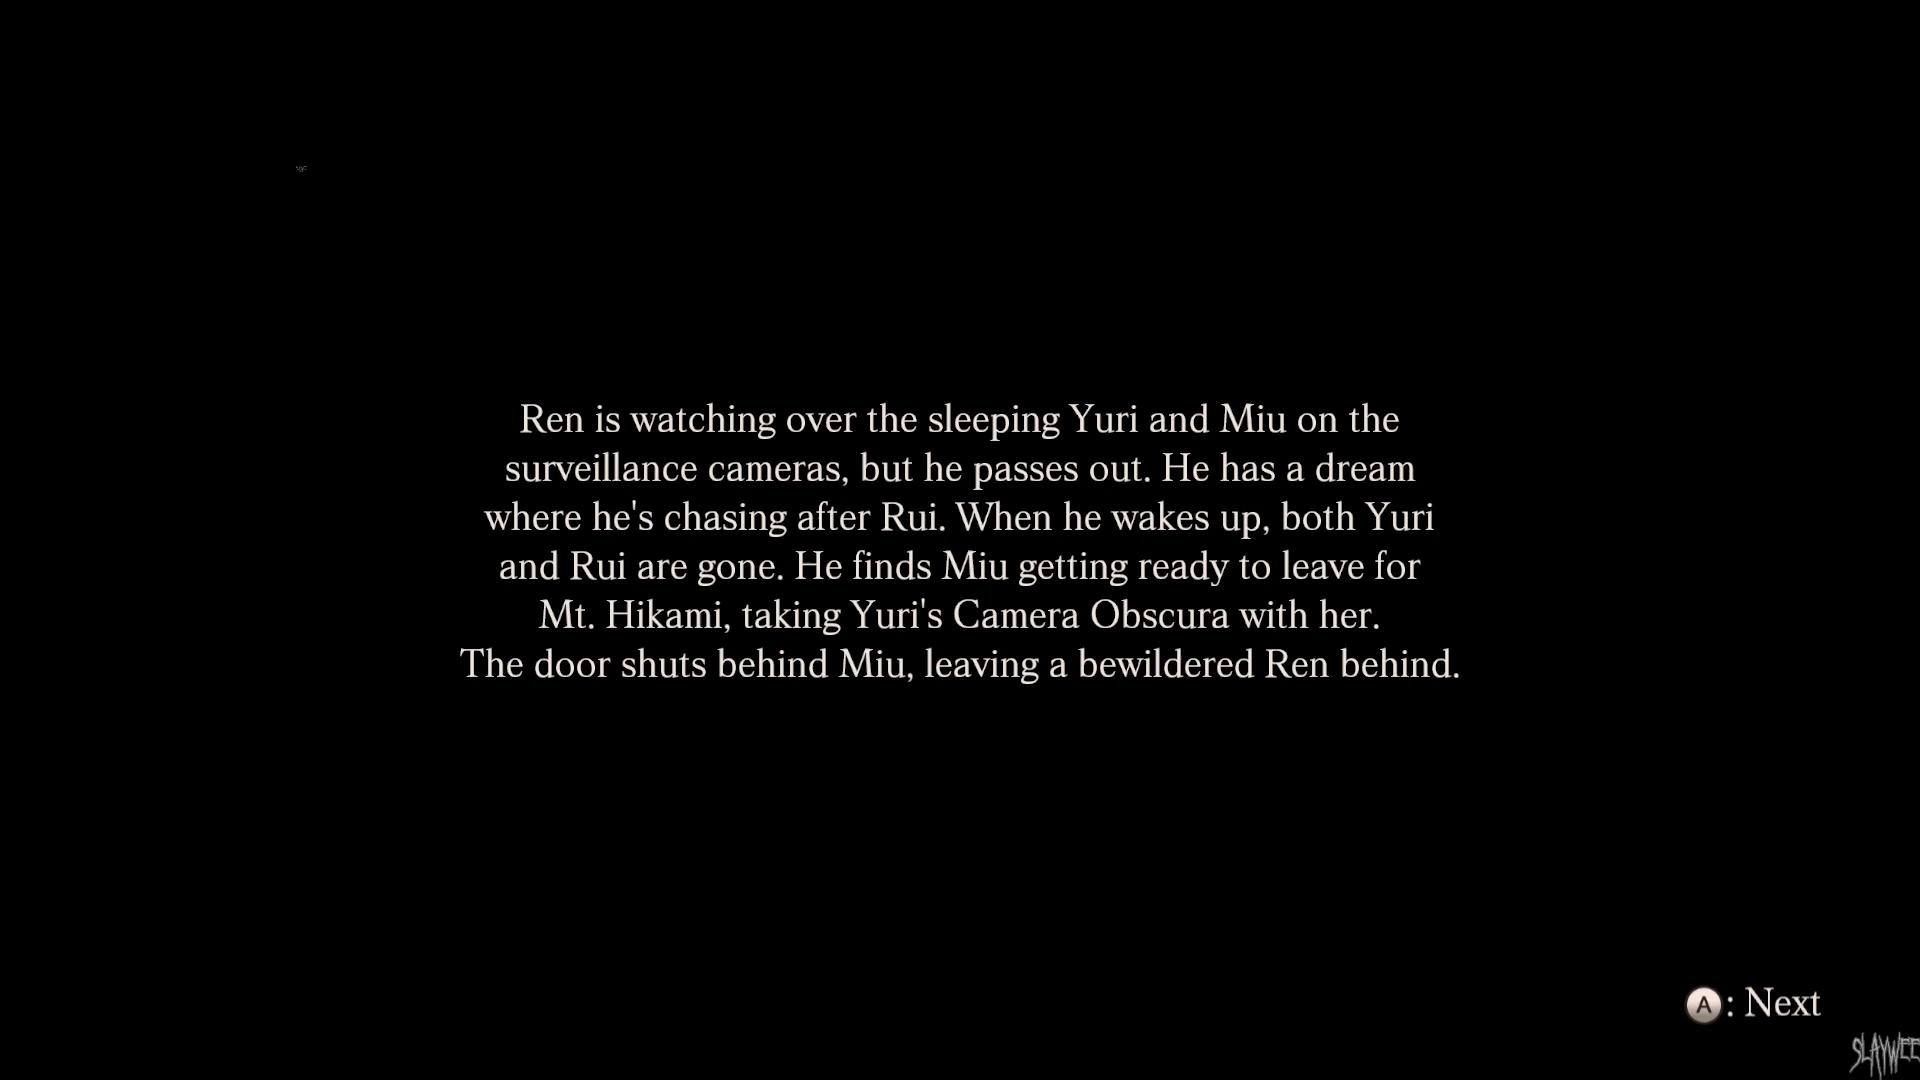 Ren is watching over the sleeping Yuri and Miu on the
surveillance cameras, but he passes out. He has a dream
where he's chasing after Rui. When he wakes up, both Yuri
and Rui are gone. He finds Miu getting ready to leave for
Mt. Hikami, taking Yuri's Camera Obscura with her.
The door shuts behind Miu, leaving a bewildered Ren behind.
A: Next
SLAYWEE